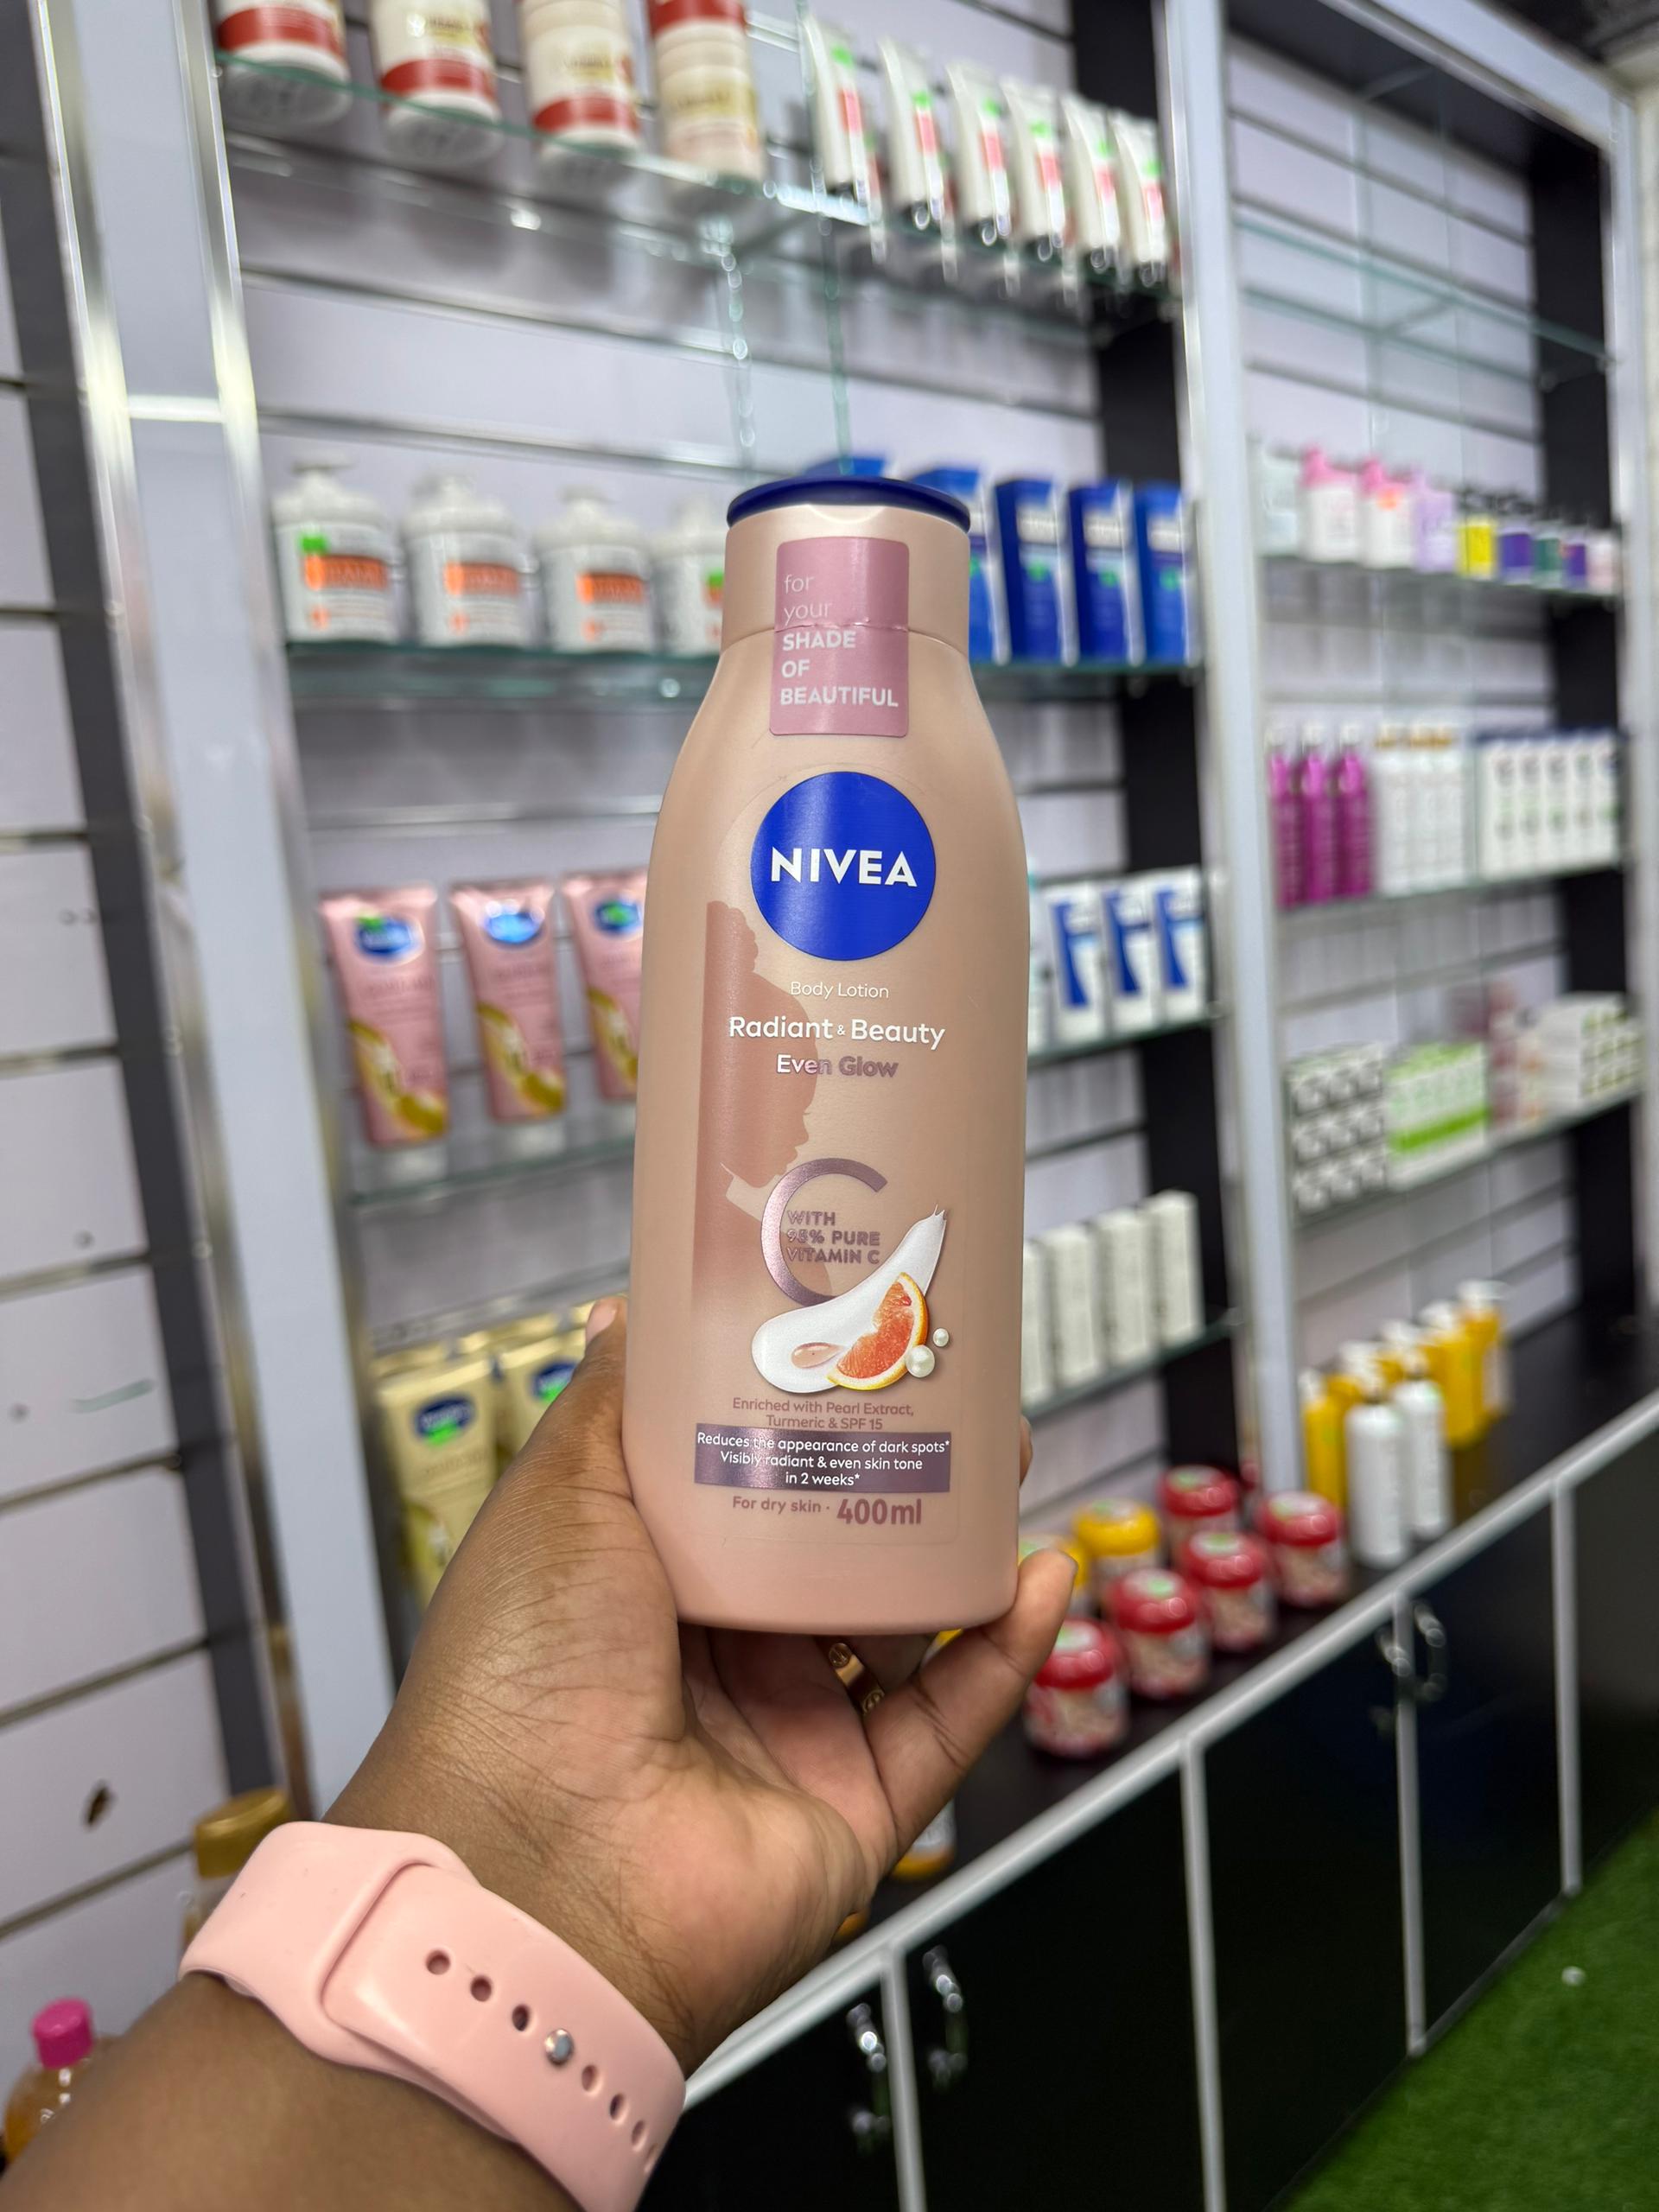 for
your
SHADE
OF
BEAUTIFUL
NIVEA
Body Lotion
Radiant & Beauty
Even Glow
C
WITH
95% PURE
VITAMIN C
Enriched with Pearl Extract,
Turmeric & SPF 15
Reduces the appearance of dark spots*
Visibly radiant & even skin tone
in 2 weeks*
For dry skin · 400ml